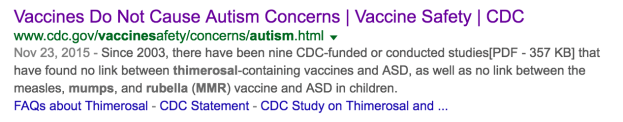 Vaccines Do Not Cause Autism Concerns | Vaccine Safety | CDC
www.cdc.gov/vaccinesafety/concerns/autism.html
Nov 23, 2015 - Since 2003, there have been nine CDC-funded or conducted studies[PDF - 357 KB] that
have found no link between thimerosal-containing vaccines and ASD, as well as no link between the
measles, mumps, and rubella (MMR) vaccine and ASD in children.
FAQs about Thimerosal - CDC Statement - CDC Study on Thimerosal and ...